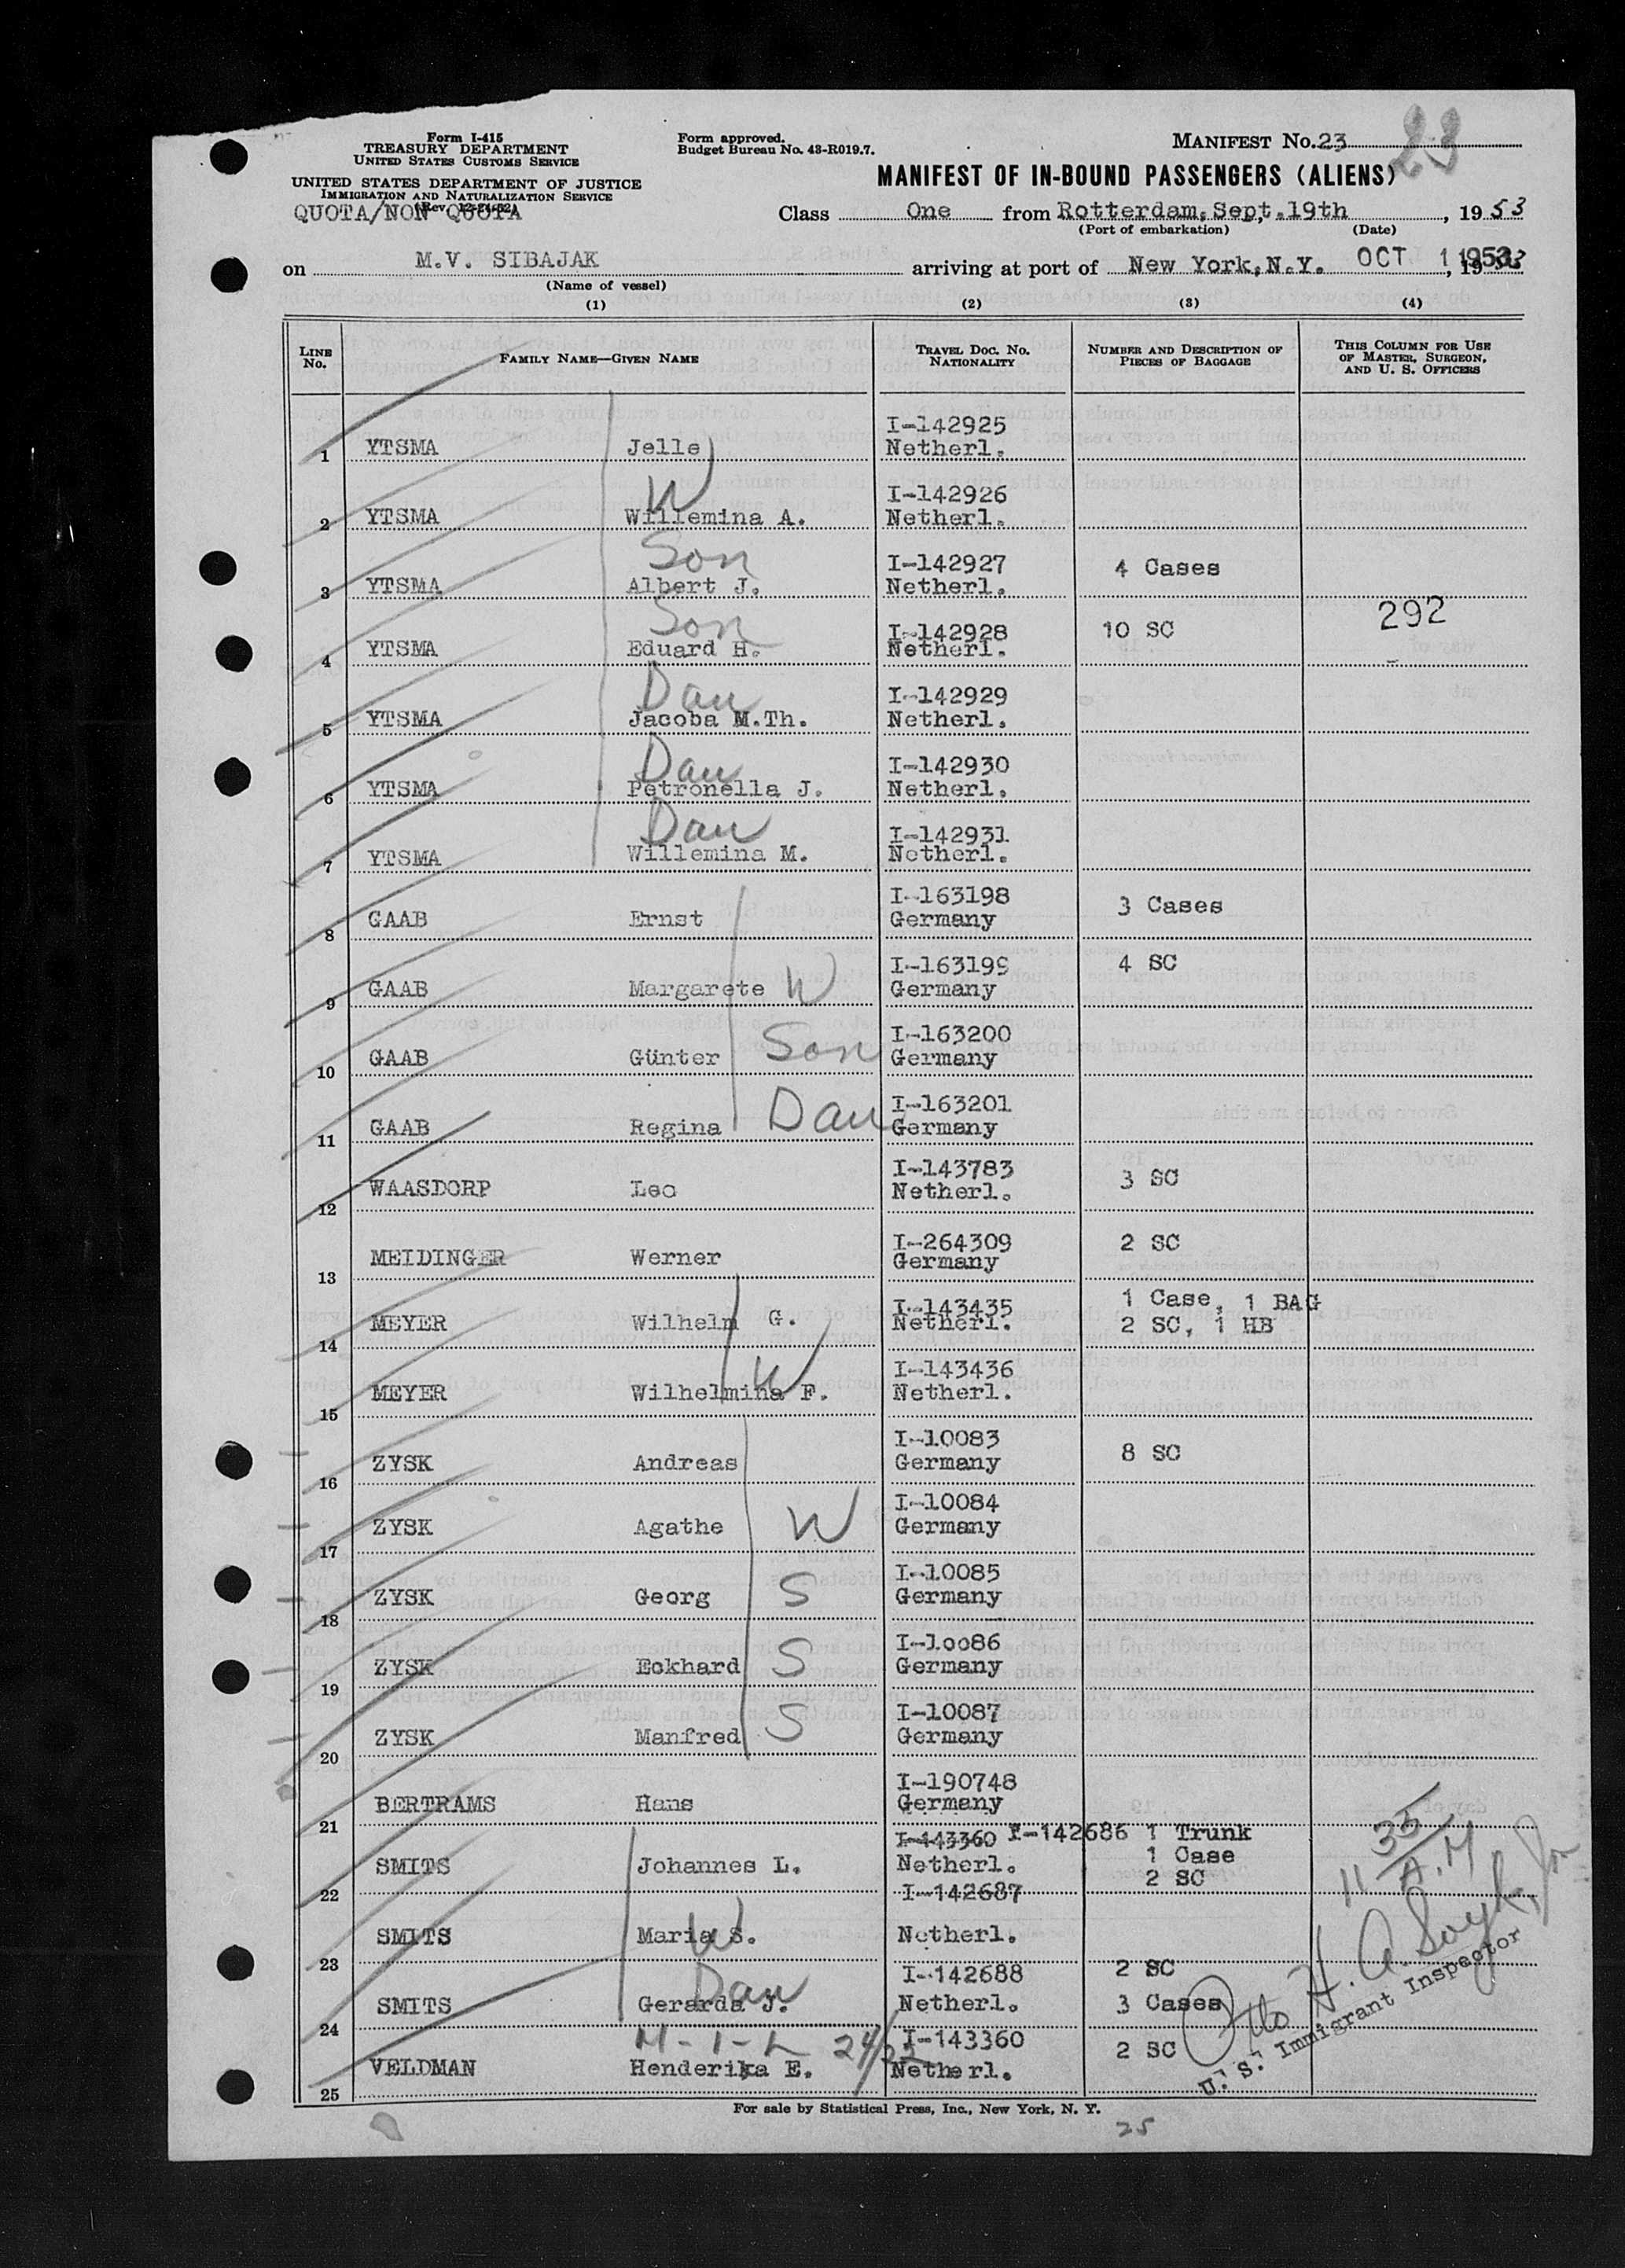 Form I-415
TREASURY DEPARTMENT
UNITED STATES CUSTOMS SERVICE
UNITED STATES DEPARTMENT OF JUSTICE
IMMIGRATION AND NATURALIZATION SERVICE
QUOTA/NON QUOTA
Form approved.
Budget Bureau No. 43-R019.7.
MANIFEST NO. 23
23
MANIFEST OF IN-BOUND PASSENGERS (ALIENS)
Class One from Rotterdam, Sept. 19th, 1953
(Port of embarkation) (Date)
on M.V. SIBAJAK arriving at port of New York, N.Y. OCT 1 1953, 19
(Name of vessel)
(1) (2) (3) (4)
LINE NO. FAMILY NAME—GIVEN NAME TRAVEL DOC. NO. NATIONALITY NUMBER AND DESCRIPTION OF PIECES OF BAGGAGE THIS COLUMN FOR USE OF MASTER, SURGEON, AND U. S. OFFICERS
I-142925
1 YTSMA Jelle Netherl.
W I-142926
2 YTSMA Willemina A. Netherl.
Son I-142927 4 Cases
3 YTSMA Albert J. Netherl.
Son I-142928 10 SC 292
4 YTSMA Eduard H. Netherl.
Dau I-142929
5 YTSMA Jacoba M.Th. Netherl.
Dau I-142930
6 YTSMA Petronella J. Netherl.
Dau I-142931
7 YTSMA Willemina M. Netherl.
I-163198 3 Cases
8 GAAB Ernst Germany
I-163199 4 SC
9 GAAB Margarete W Germany
I-163200
10 GAAB Günter Son Germany
I-163201
11 GAAB Regina Dau Germany
I-143783 3 SC
12 WAASDORP Leo Netherl.
I-264309 2 SC
13 MEIDINGER Werner Germany
I-143435 1 Case, 1 BAG
14 MEYER Wilhelm G. Netherl. 2 SC, 1 HB
W I-143436
15 MEYER Wilhelmina F. Netherl.
I-10083 8 SC
16 ZYSK Andreas Germany
I-10084
17 ZYSK Agathe W Germany
I-10085
18 ZYSK Georg S Germany
I-10086
19 ZYSK Eckhard S Germany
I-10087
20 ZYSK Manfred S Germany
I-190748
21 BERTRAMS Hans Germany
I-143360 I-142686 1 Trunk
1 Case
22 SMITS Johannes L. Netherl. 2 SC
I-142687
23 SMITS Maria S. W Netherl.
Dau I-142688 2 SC
24 SMITS Gerarda J. Netherl. 3 Cases
M-1-L 24/25 I-143360 2 SC
25 VELDMAN Henderika E. Netherl.
11 35/A.M
U. S. Immigrant Inspector
For sale by Statistical Press, Inc., New York, N. Y.
25